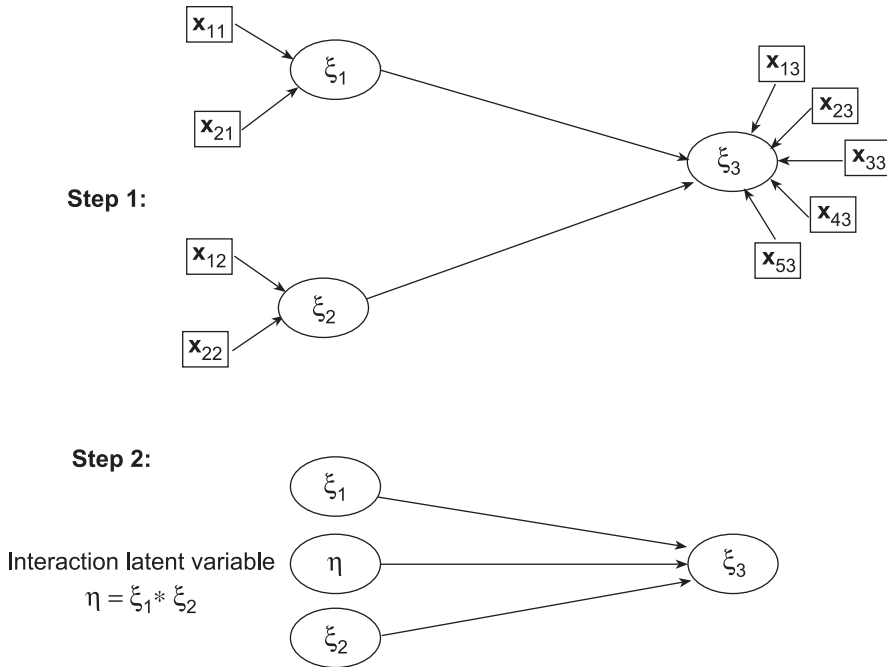 x₁₁
ξ₁
x₂₁
x₁₃
x₂₃
ξ₃
x₃₃
x₄₃
x₅₃
Step 1:
x₁₂
ξ₂
x₂₂
Step 2:
ξ₁
Interaction latent variable
η = ξ₁* ξ₂
η
ξ₃
ξ₂